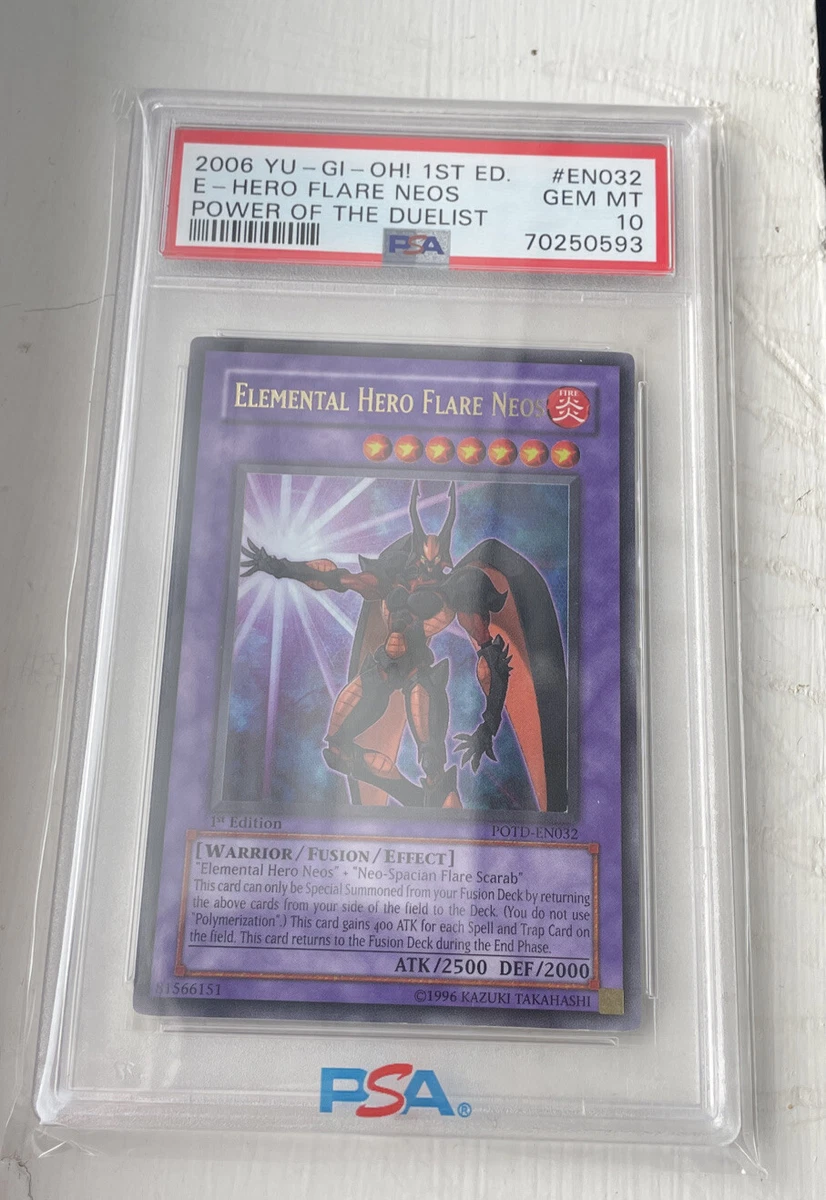 2006 YU-GI-OH! 1ST ED. #EN032
E-HERO FLARE NEOS GEM MT
POWER OF THE DUELIST 10
PSA 70250593
ELEMENTAL HERO FLARE NEOS FIRE 炎
1st Edition POTD-EN032
[WARRIOR/FUSION/EFFECT]
"Elemental Hero Neos" • "Neo-Spacian Flare Scarab"
This card can only be Special Summoned from your Fusion Deck by returning
the above cards from your side of the field to the Deck. (You do not use
"Polymerization".) This card gains 400 ATK for each Spell and Trap Card on
the field. This card returns to the Fusion Deck during the End Phase.
ATK/2500 DEF/2000
81566151 ©1996 KAZUKI TAKAHASHI
PSA®